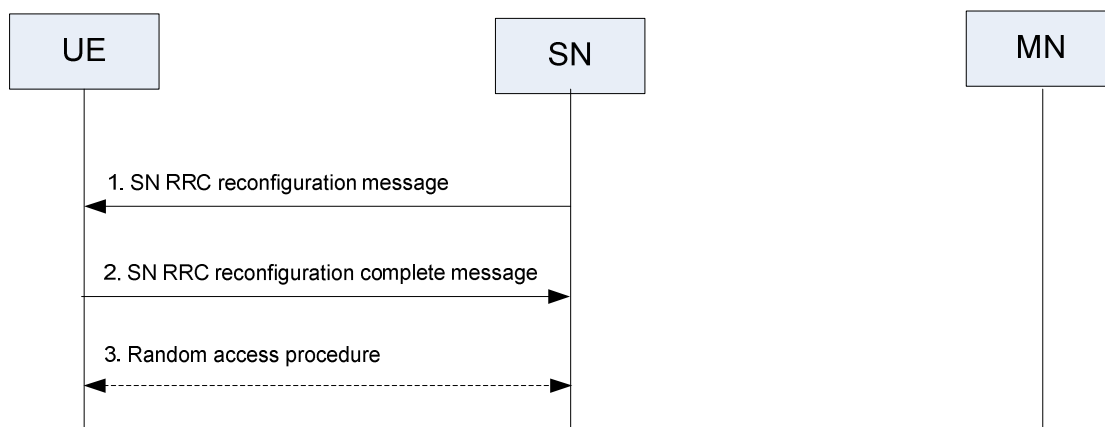 UE
SN
MN
1. SN RRC reconfiguration message
2. SN RRC reconfiguration complete message
3. Random access procedure